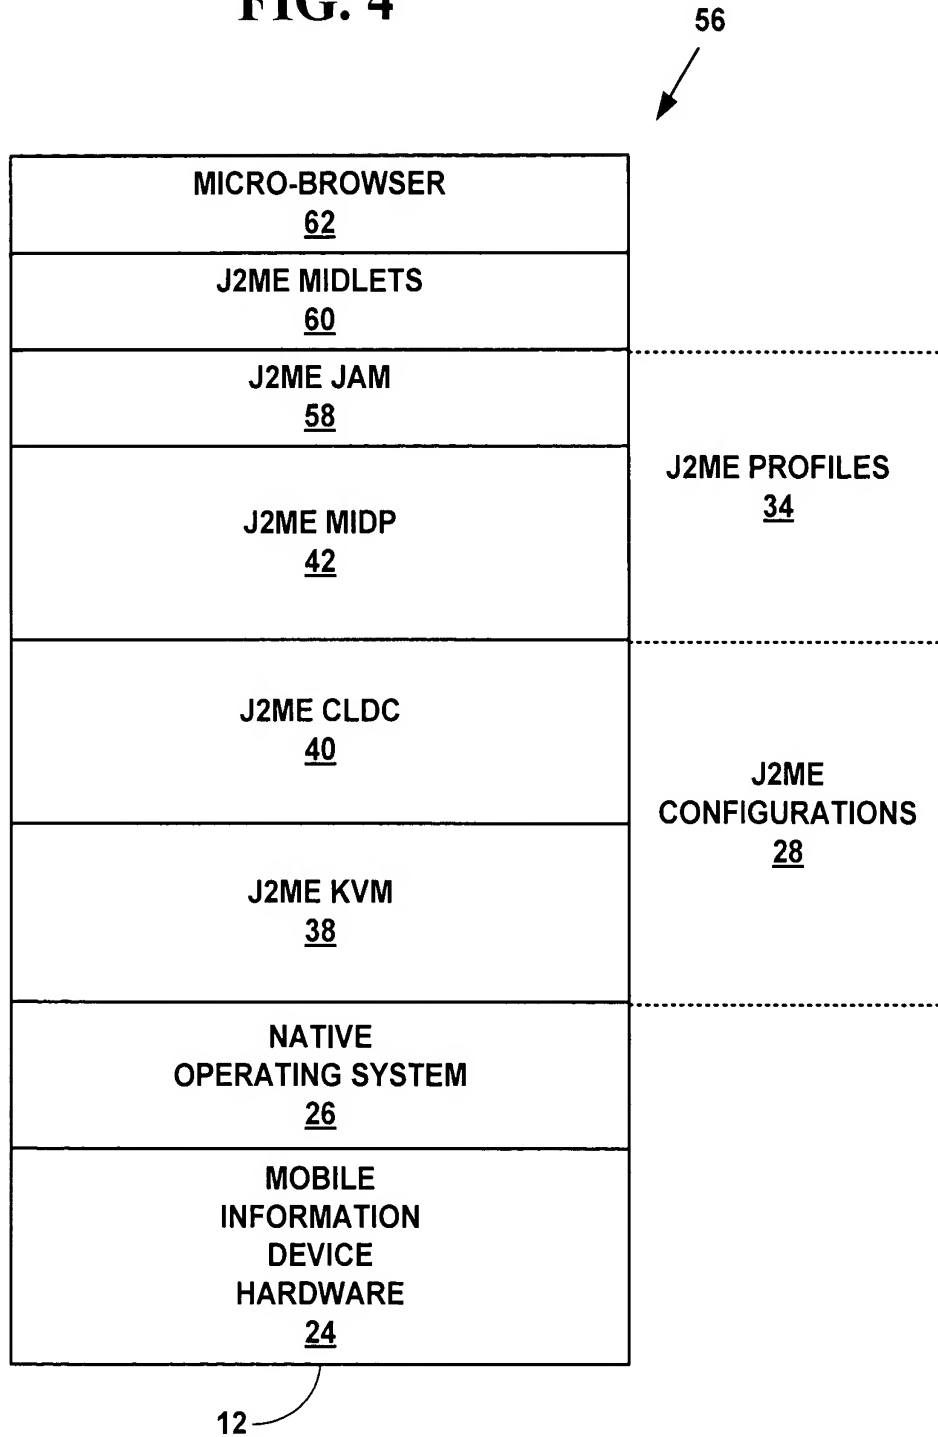 FIG. 4
56
MICRO-BROWSER
62
J2ME MIDLETS
60
J2ME JAM
58
J2ME MIDP
42
J2ME PROFILES
34
J2ME CLDC
40
J2ME
CONFIGURATIONS
28
J2ME KVM
38
NATIVE
OPERATING SYSTEM
26
MOBILE
INFORMATION
DEVICE
HARDWARE
24
12